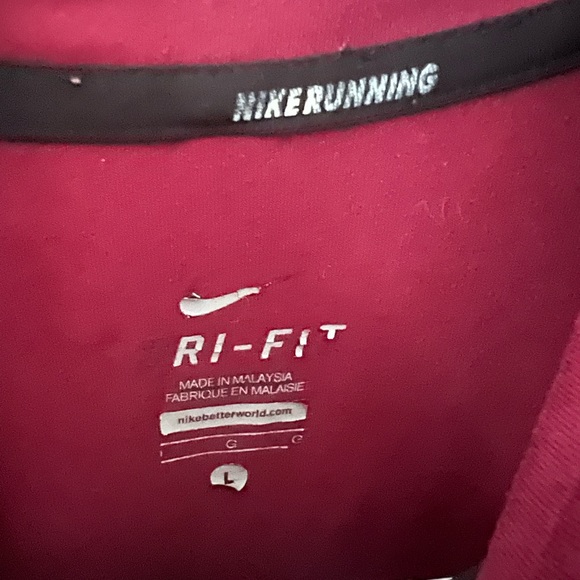 NIKERUNNING
RI-FIT
MADE IN MALAYSIA
FABRIQUE EN MALAISIE
nikebetterworld.com
G G
L